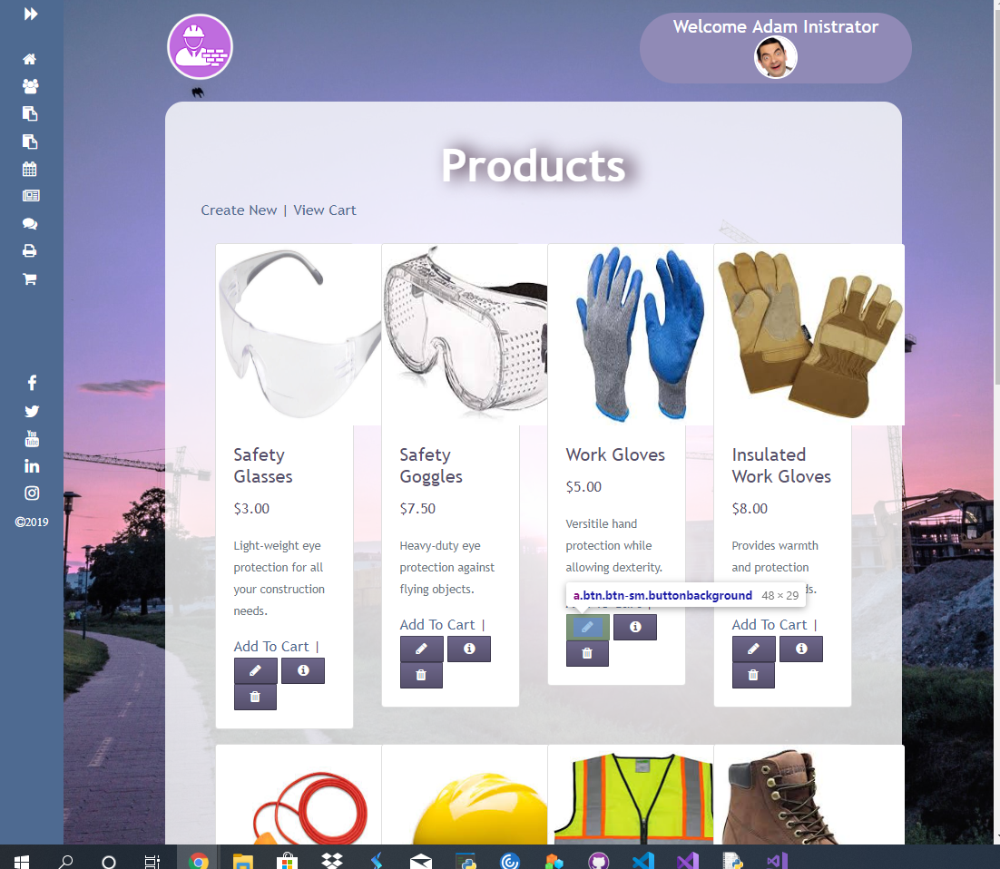 Welcome Adam Inistrator
Products
Create New | View Cart
Safety
Glasses
$3.00
Light-weight eye
protection for all
your construction
needs.
Add To Cart |
Safety
Goggles
$7.50
Heavy-duty eye
protection against
flying objects.
Add To Cart |
Work Gloves
$5.00
Versitile hand
protection while
allowing dexterity.
a.btn.btn-sm.buttonbackground 48 × 29
Insulated
Work Gloves
$8.00
Provides warmth
and protection
Add To Cart |
You
Tube
©2019